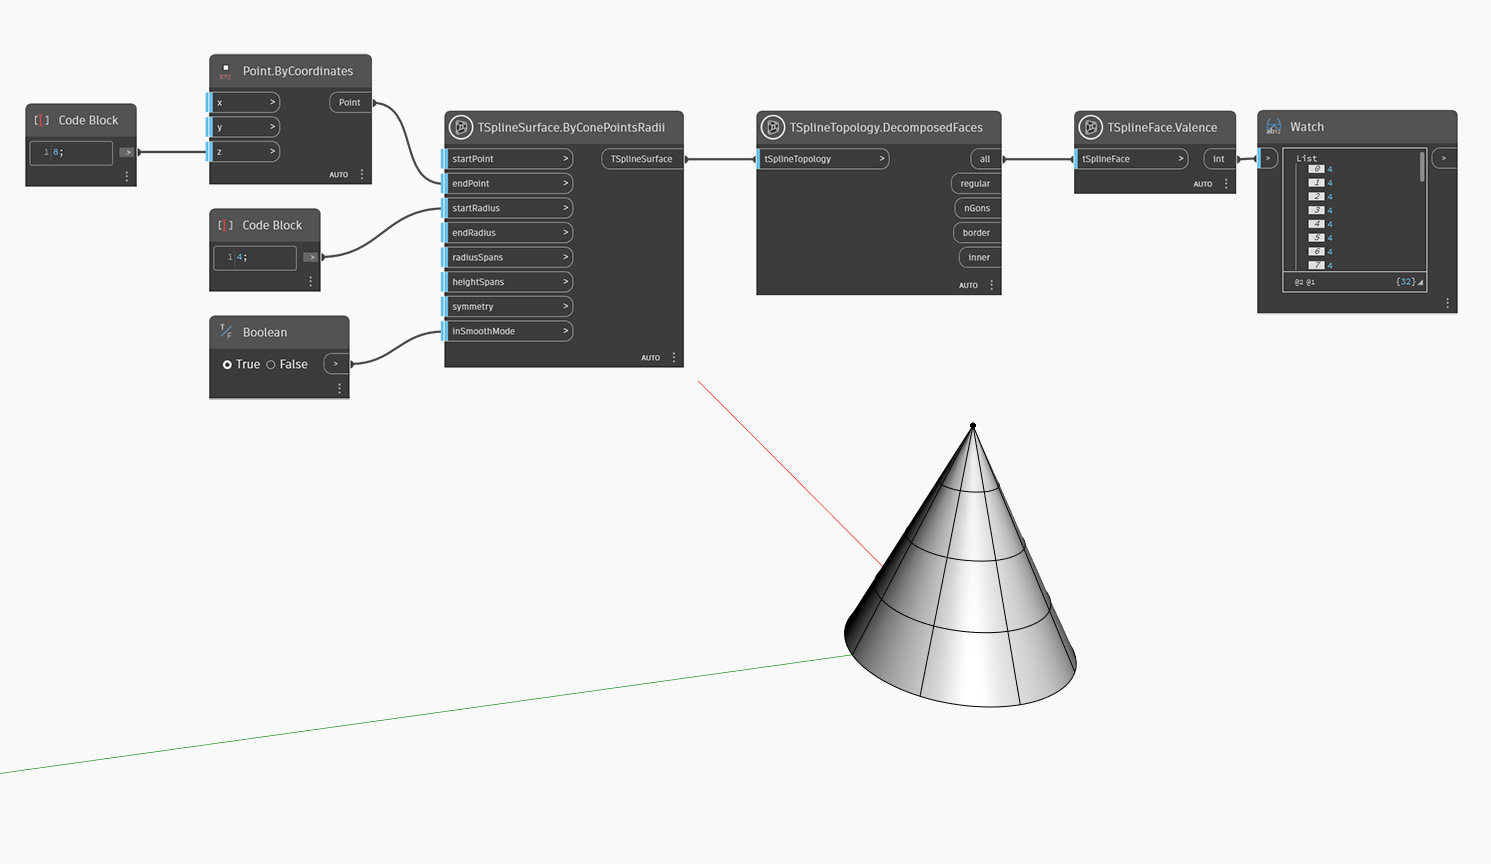 Code Block
1 8;
>
Point.ByCoordinates
XYZ
x >
Point
y >
z >
AUTO
Code Block
1 4;
>
Boolean
T/F
True False
>
TSplineSurface.ByConePointsRadii
startPoint >
TSplineSurface
endPoint >
startRadius >
endRadius >
radiusSpans >
heightSpans >
symmetry >
inSmoothMode >
AUTO
TSplineTopology.DecomposedFaces
tSplineTopology >
all
regular
nGons
border
inner
AUTO
TSplineFace.Valence
tSplineFace >
int
AUTO
Watch
>
List
>
0 4
1 4
2 4
3 4
4 4
5 4
6 4
7 4
@2 @1 {32}